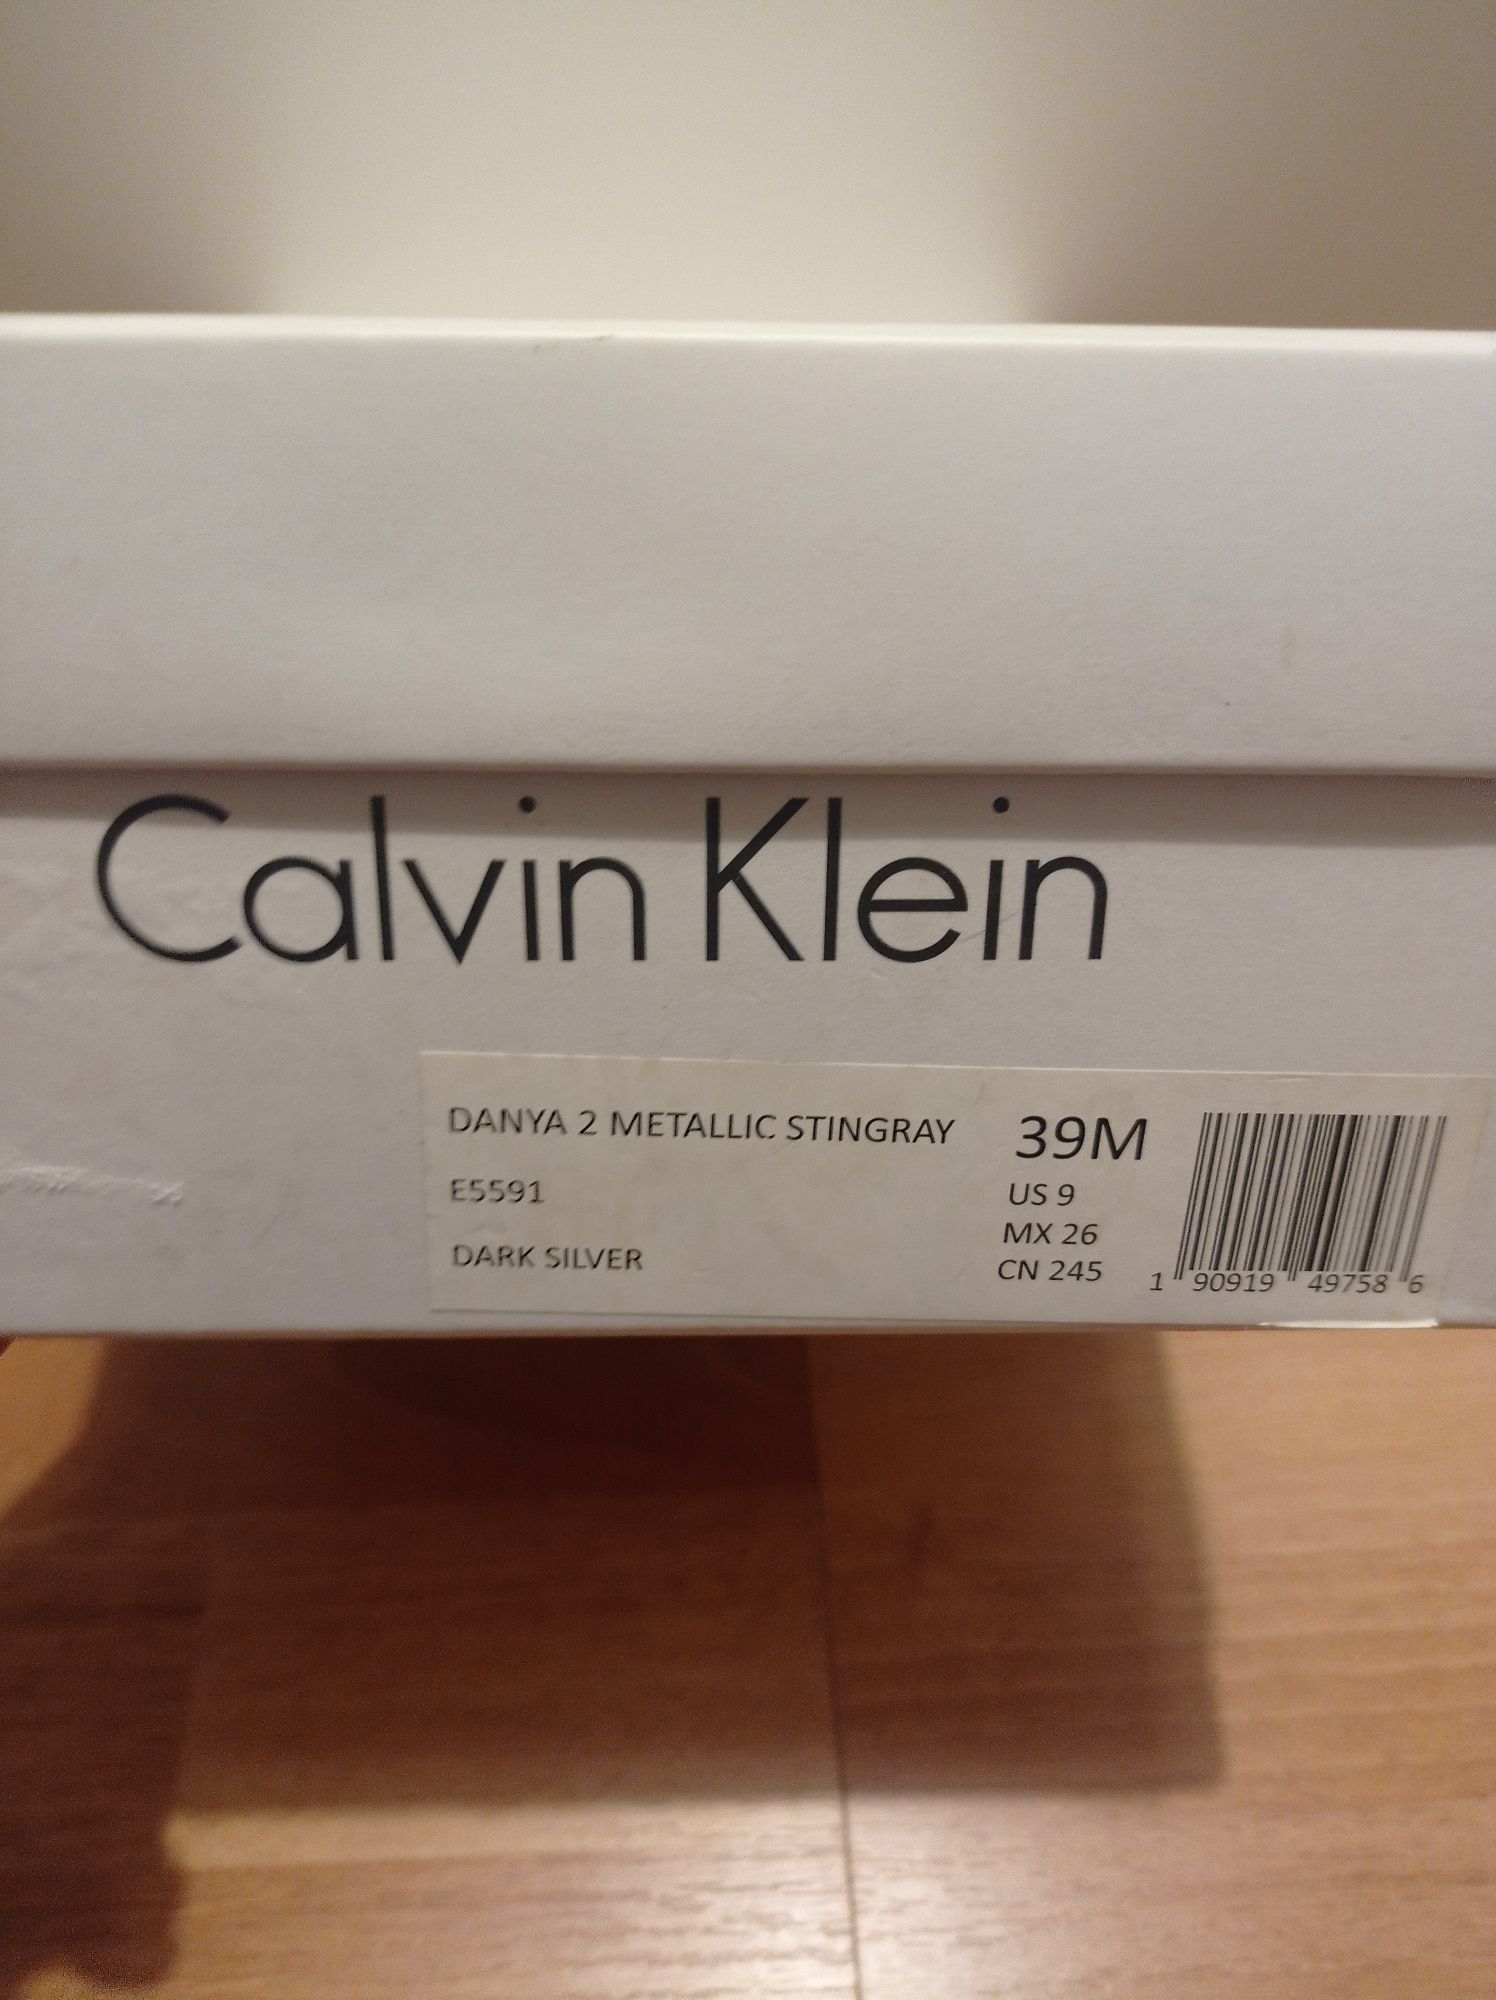 Calvin Klein
DANYA 2 METALLIC STINGRAY
E5591
DARK SILVER
39M
US 9
MX 26
CN 245
1 90919 49758 6